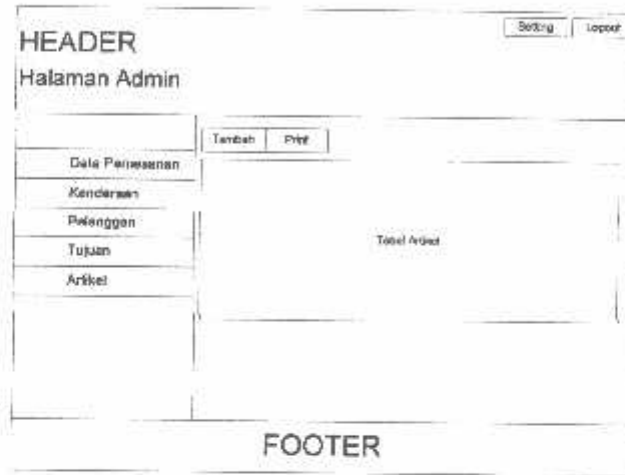 Setting Logout
HEADER
Halaman Admin
Tambah Print
Data Pemesanan
Kendaraan
Pelanggan
Tujuan
Artikel
Tabel Artikel
FOOTER